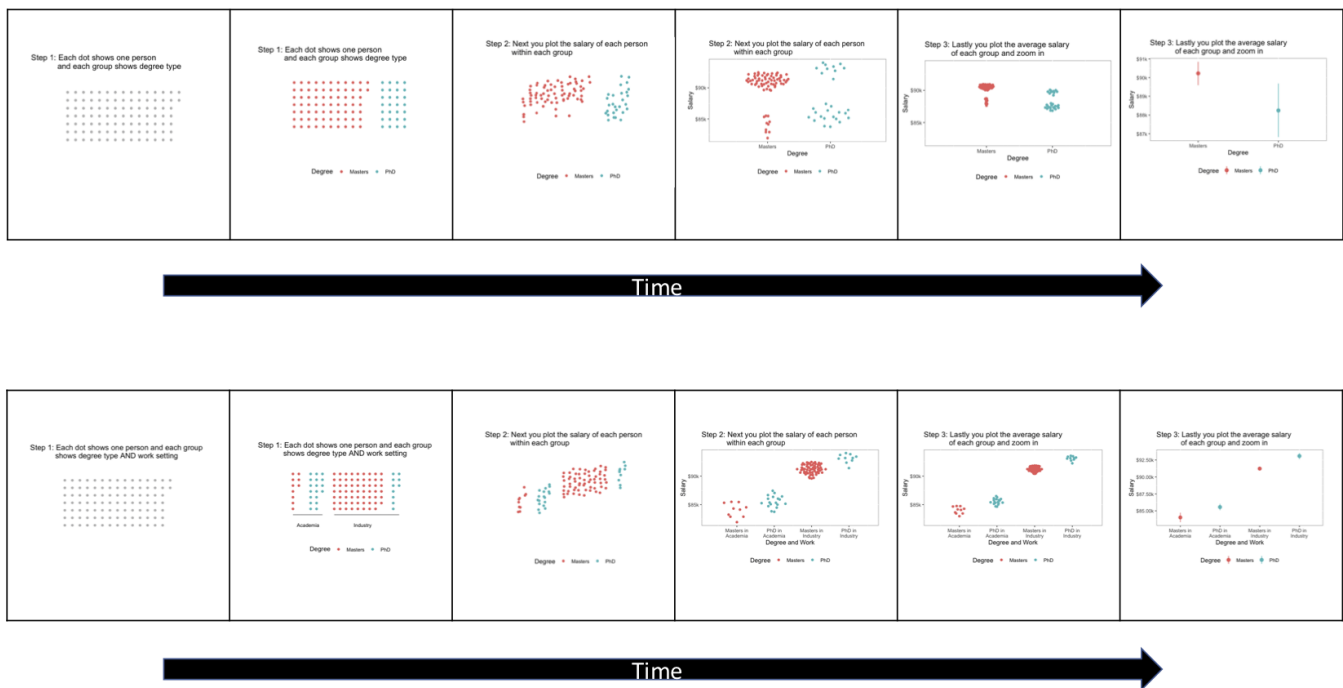 Step 1: Each dot shows one person
and each group shows degree type
Step 1: Each dot shows one person
and each group shows degree type
Degree Masters PhD
Step 2: Next you plot the salary of each person
within each group
Degree Masters PhD
Step 2: Next you plot the salary of each person
within each group
Salary
$90k
$85k
Masters PhD
Degree
Degree Masters PhD
Step 3: Lastly you plot the average salary
of each group and zoom in
Salary
$90k
$85k
Masters PhD
Degree
Degree Masters PhD
Step 3: Lastly you plot the average salary
of each group and zoom in
Salary
$91k
$90k
$89k
$88k
$87k
Masters PhD
Degree
Degree Masters PhD
Time
Step 1: Each dot shows one person and each group
shows degree type AND work setting
Step 1: Each dot shows one person and each group
shows degree type AND work setting
Academia Industry
Degree Masters PhD
Step 2: Next you plot the salary of each person
within each group
Degree Masters PhD
Step 2: Next you plot the salary of each person
within each group
Salary
$90k
$85k
Masters in PhD in Masters in PhD in
Academia Academia Industry Industry
Degree and Work
Degree Masters PhD
Step 3: Lastly you plot the average salary
of each group and zoom in
Salary
$90k
$85k
Masters in PhD in Masters in PhD in
Academia Academia Industry Industry
Degree and Work
Degree Masters PhD
Step 3: Lastly you plot the average salary
of each group and zoom in
Salary
$92.50k
$90.00k
$87.50k
$85.00k
Masters in PhD in Masters in PhD in
Academia Academia Industry Industry
Degree and Work
Degree Masters PhD
Time